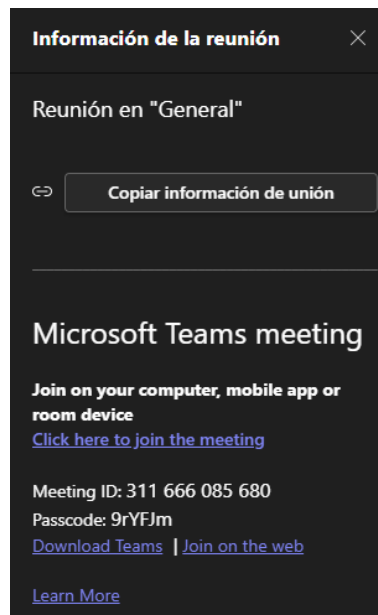 Información de la reunión
Reunión en "General"
Copiar información de unión
Microsoft Teams meeting
Join on your computer, mobile app or
room device
Click here to join the meeting
Meeting ID: 311 666 085 680
Passcode: 9rYFJm
Download Teams | Join on the web
Learn More